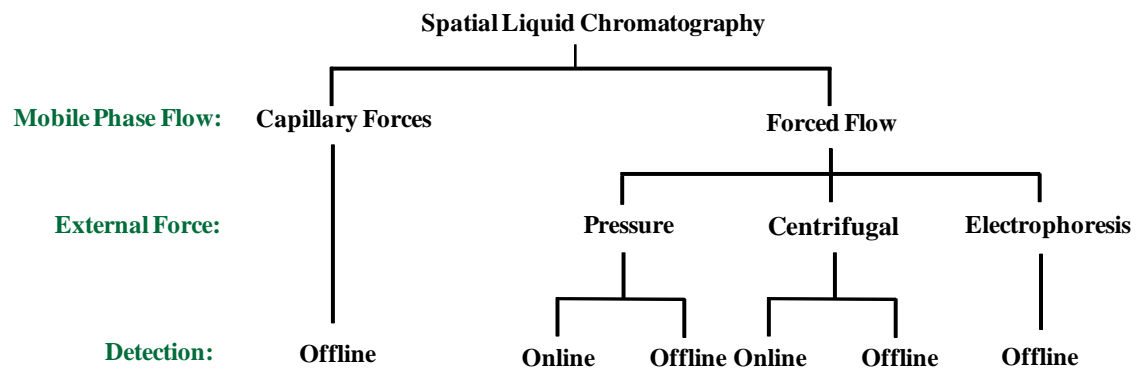 Spatial Liquid Chromatography
Mobile Phase Flow: Capillary Forces Forced Flow
External Force: Pressure Centrifugal Electrophoresis
Detection: Offline Online Offline Online Offline Offline